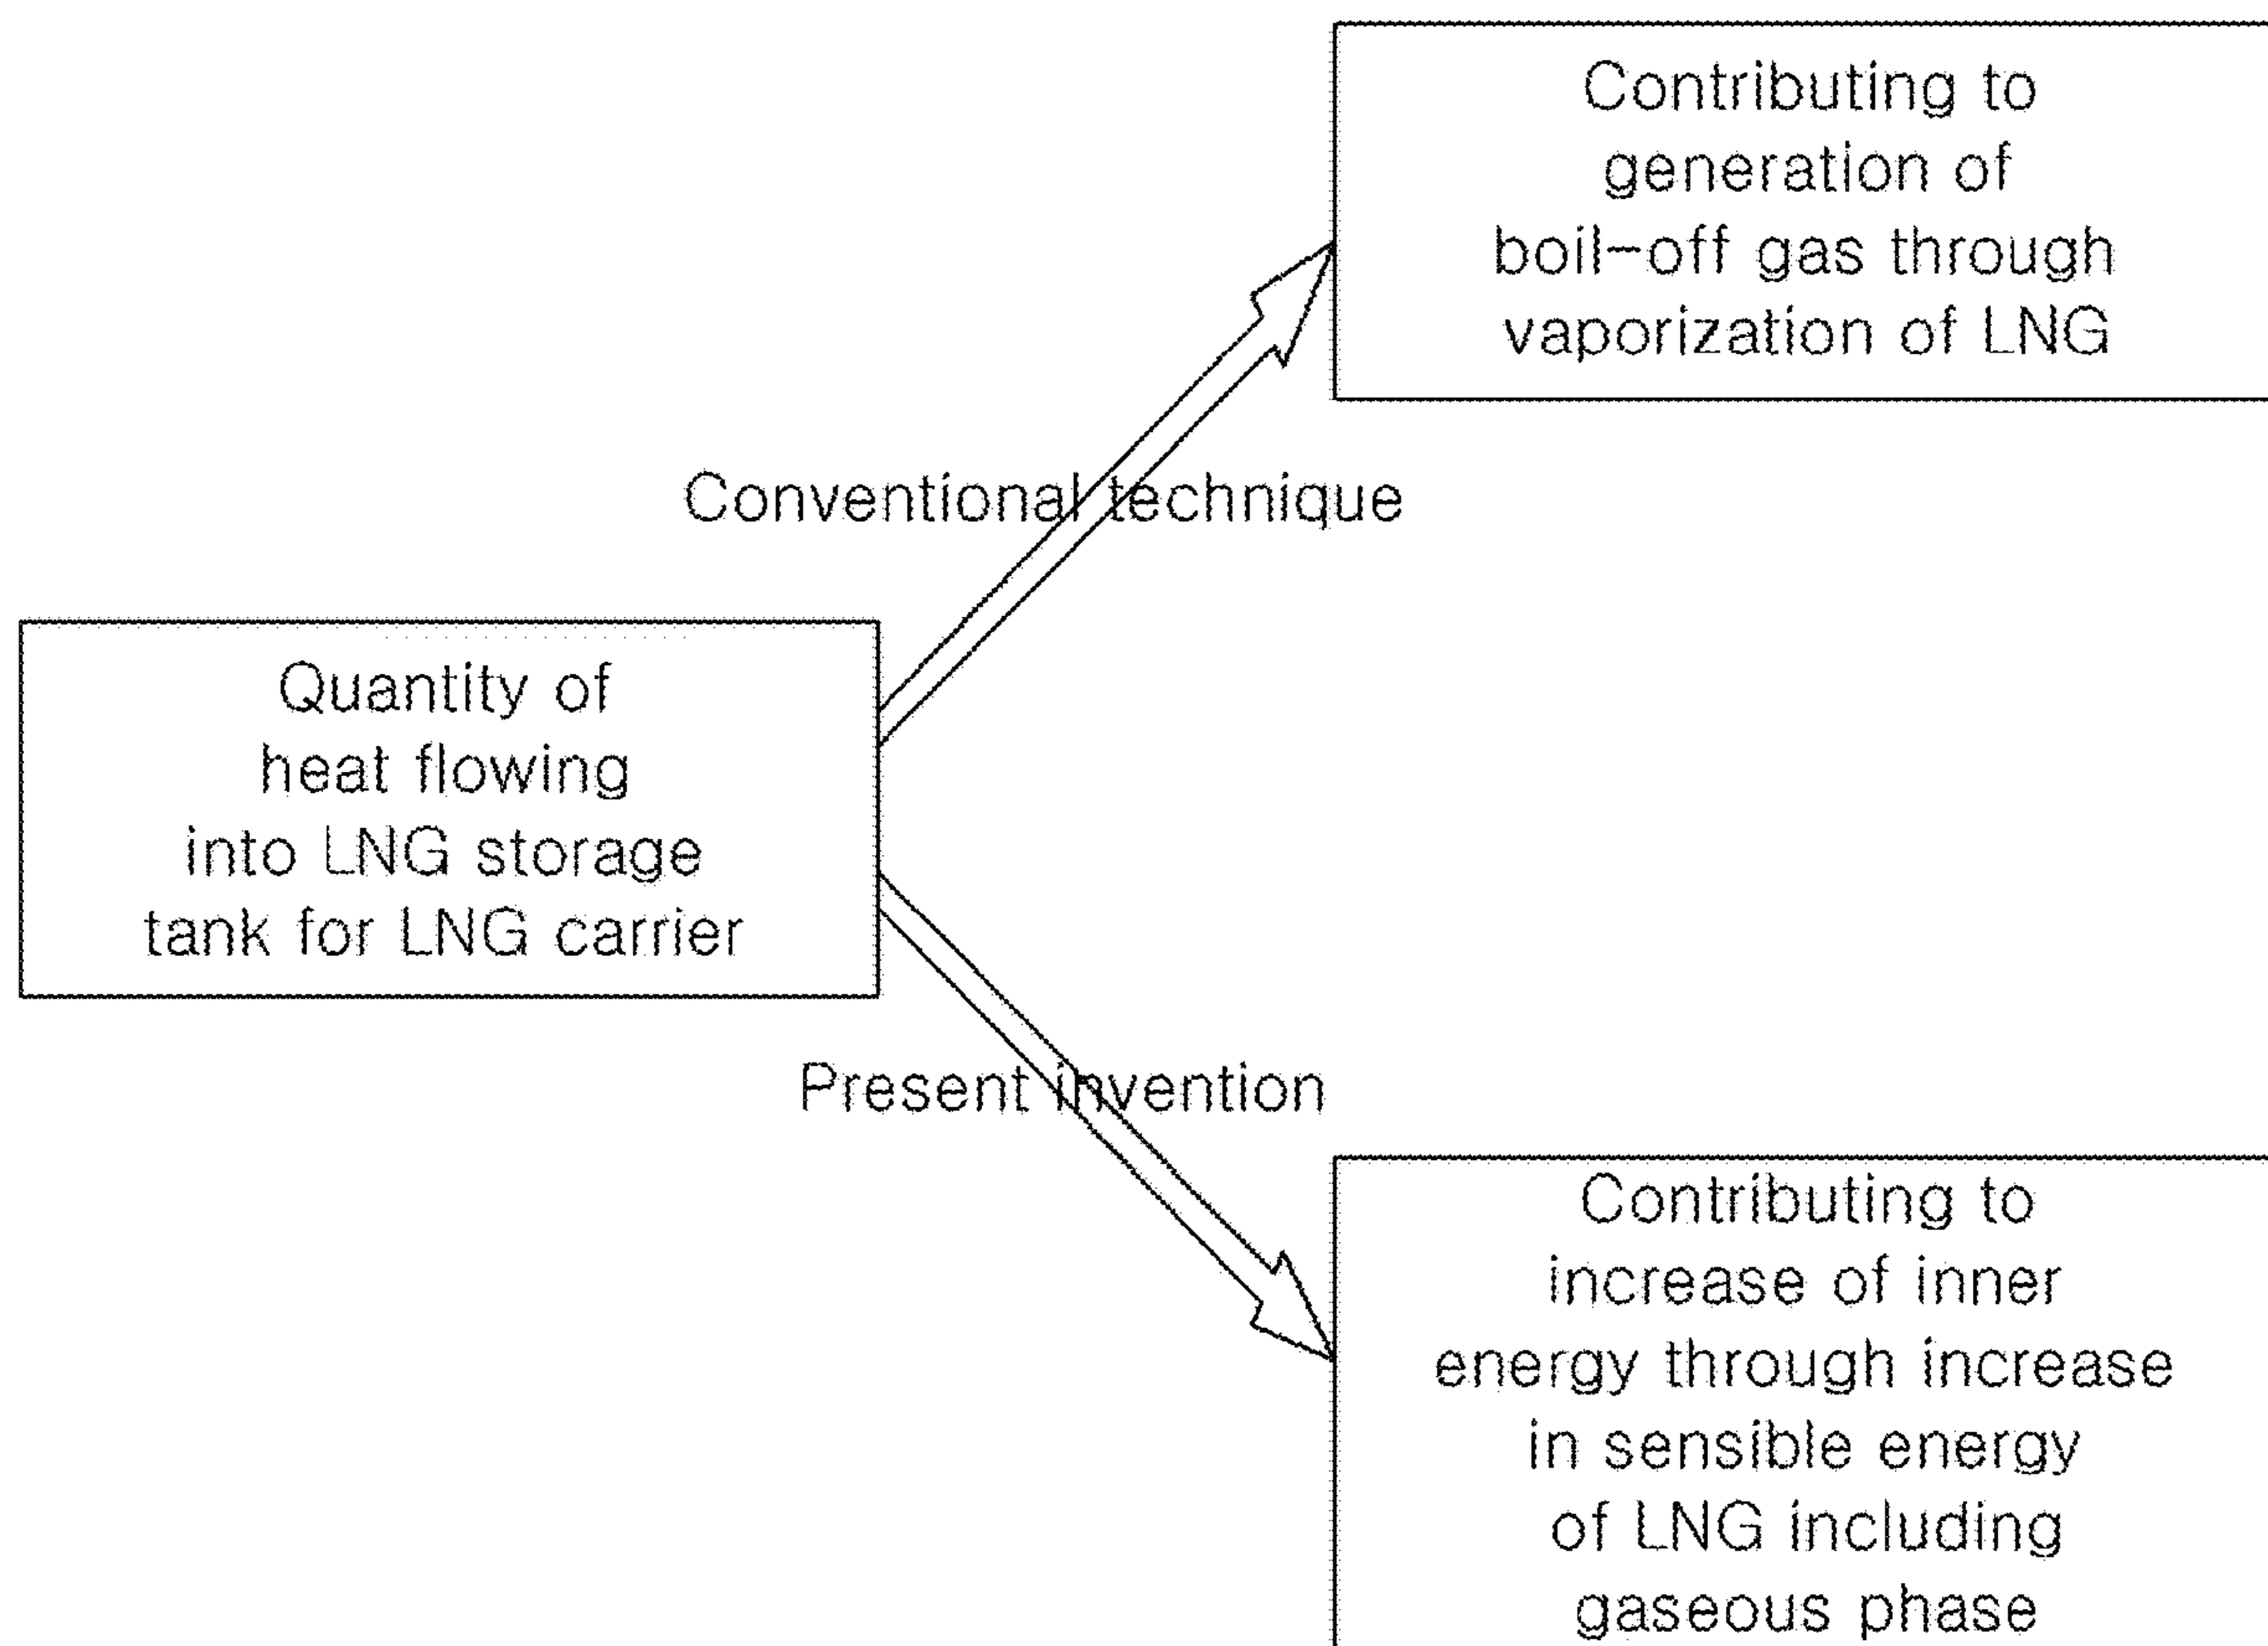 Contributing to
generation of
boil-off gas through
vaporization of LNG
Conventional technique
Quantity of
heat flowing
into LNG storage
tank for LNG carrier
Present invention
Contributing to
increase of inner
energy through increase
in sensible energy
of LNG including
gaseous phase